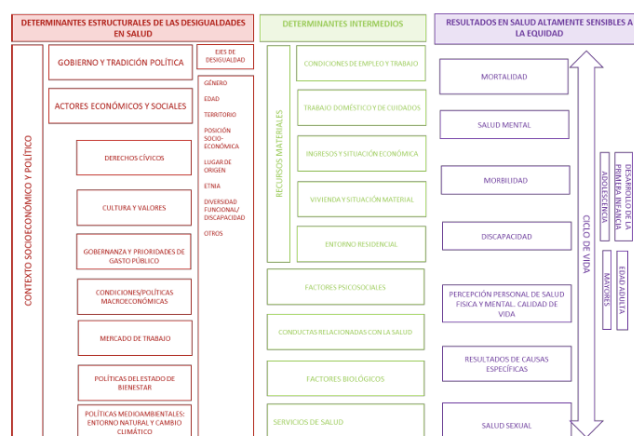 DETERMINANTES ESTRUCTURALES DE LAS DESIGUALDADES
EN SALUD
CONTEXTO SOCIOECONÓMICO Y POLÍTICO
GOBIERNO Y TRADICIÓN POLÍTICA
ACTORES ECONÓMICOS Y SOCIALES
DERECHOS CÍVICOS
CULTURA Y VALORES
GOBERNANZA Y PRIORIDADES DE
GASTO PÚBLICO
CONDICIONES/POLÍTICAS
MACROECONÓMICAS
MERCADO DE TRABAJO
POLÍTICAS DEL ESTADO DE
BIENESTAR
POLÍTICAS MEDIOAMBIENTALES:
ENTORNO NATURAL Y CAMBIO
CLIMÁTICO
EJES DE
DESIGUALDAD
GÉNERO
EDAD
TERRITORIO
POSICIÓN
SOCIO-
ECONÓMICA
LUGAR DE
ORIGEN
ETNIA
DIVERSIDAD
FUNCIONAL/
DISCAPACIDAD
OTROS
DETERMINANTES INTERMEDIOS
RECURSOS MATERIALES
CONDICIONES DE EMPLEO Y TRABAJO
TRABAJO DOMÉSTICO Y DE CUIDADOS
INGRESOS Y SITUACIÓN ECONÓMICA
VIVIENDA Y SITUACIÓN MATERIAL
ENTORNO RESIDENCIAL
FACTORES PSICOSOCIALES
CONDUCTAS RELACIONADAS CON LA SALUD
FACTORES BIOLÓGICOS
SERVICIOS DE SALUD
RESULTADOS EN SALUD ALTAMENTE SENSIBLES A
LA EQUIDAD
MORTALIDAD
SALUD MENTAL
MORBILIDAD
DISCAPACIDAD
PERCEPCIÓN PERSONAL DE SALUD
FISICA Y MENTAL. CALIDAD DE
VIDA
RESULTADOS DE CAUSAS
ESPECÍFICAS
SALUD SEXUAL
CICLO DE VIDA
DESARROLLO DE LA
PRIMERA INFANCIA
ADOLESCENCIA
EDAD ADULTA
MAYORES